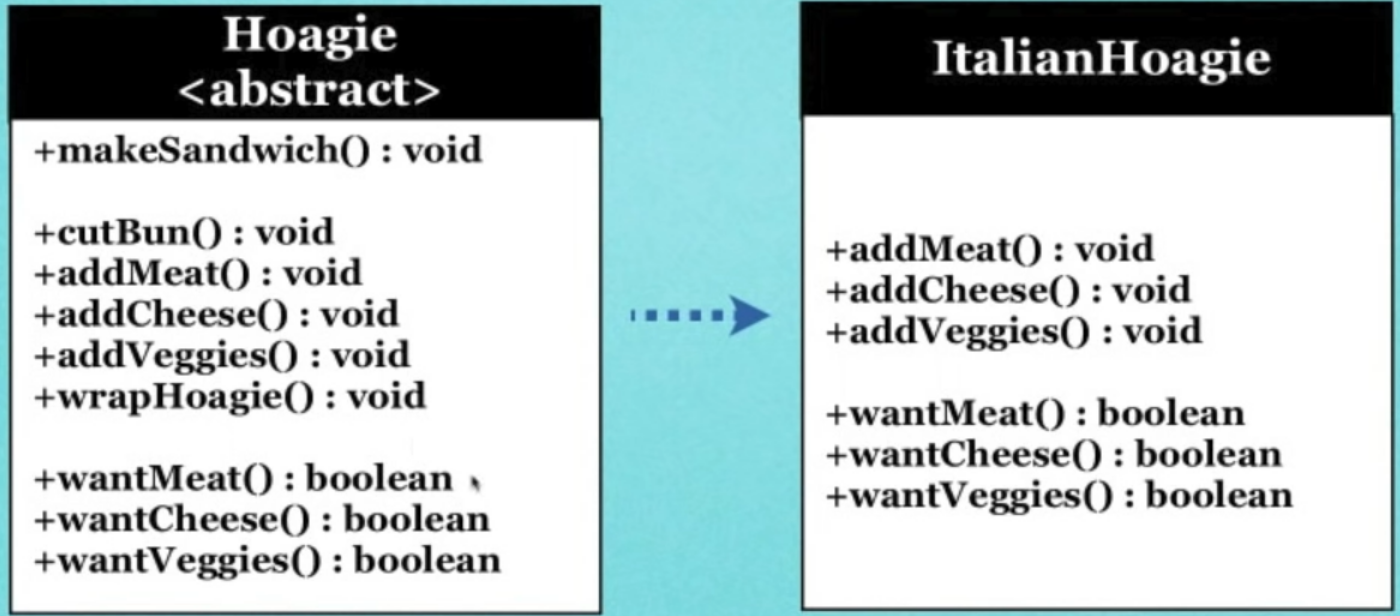 Hoagie
<abstract>
+makeSandwich() : void
+cutBun() : void
+addMeat() : void
+addCheese() : void
+addVeggies() : void
+wrapHoagie() : void
+wantMeat() : boolean
+wantCheese() : boolean
+wantVeggies() : boolean
ItalianHoagie
+addMeat() : void
+addCheese() : void
+addVeggies() : void
+wantMeat() : boolean
+wantCheese() : boolean
+wantVeggies() : boolean